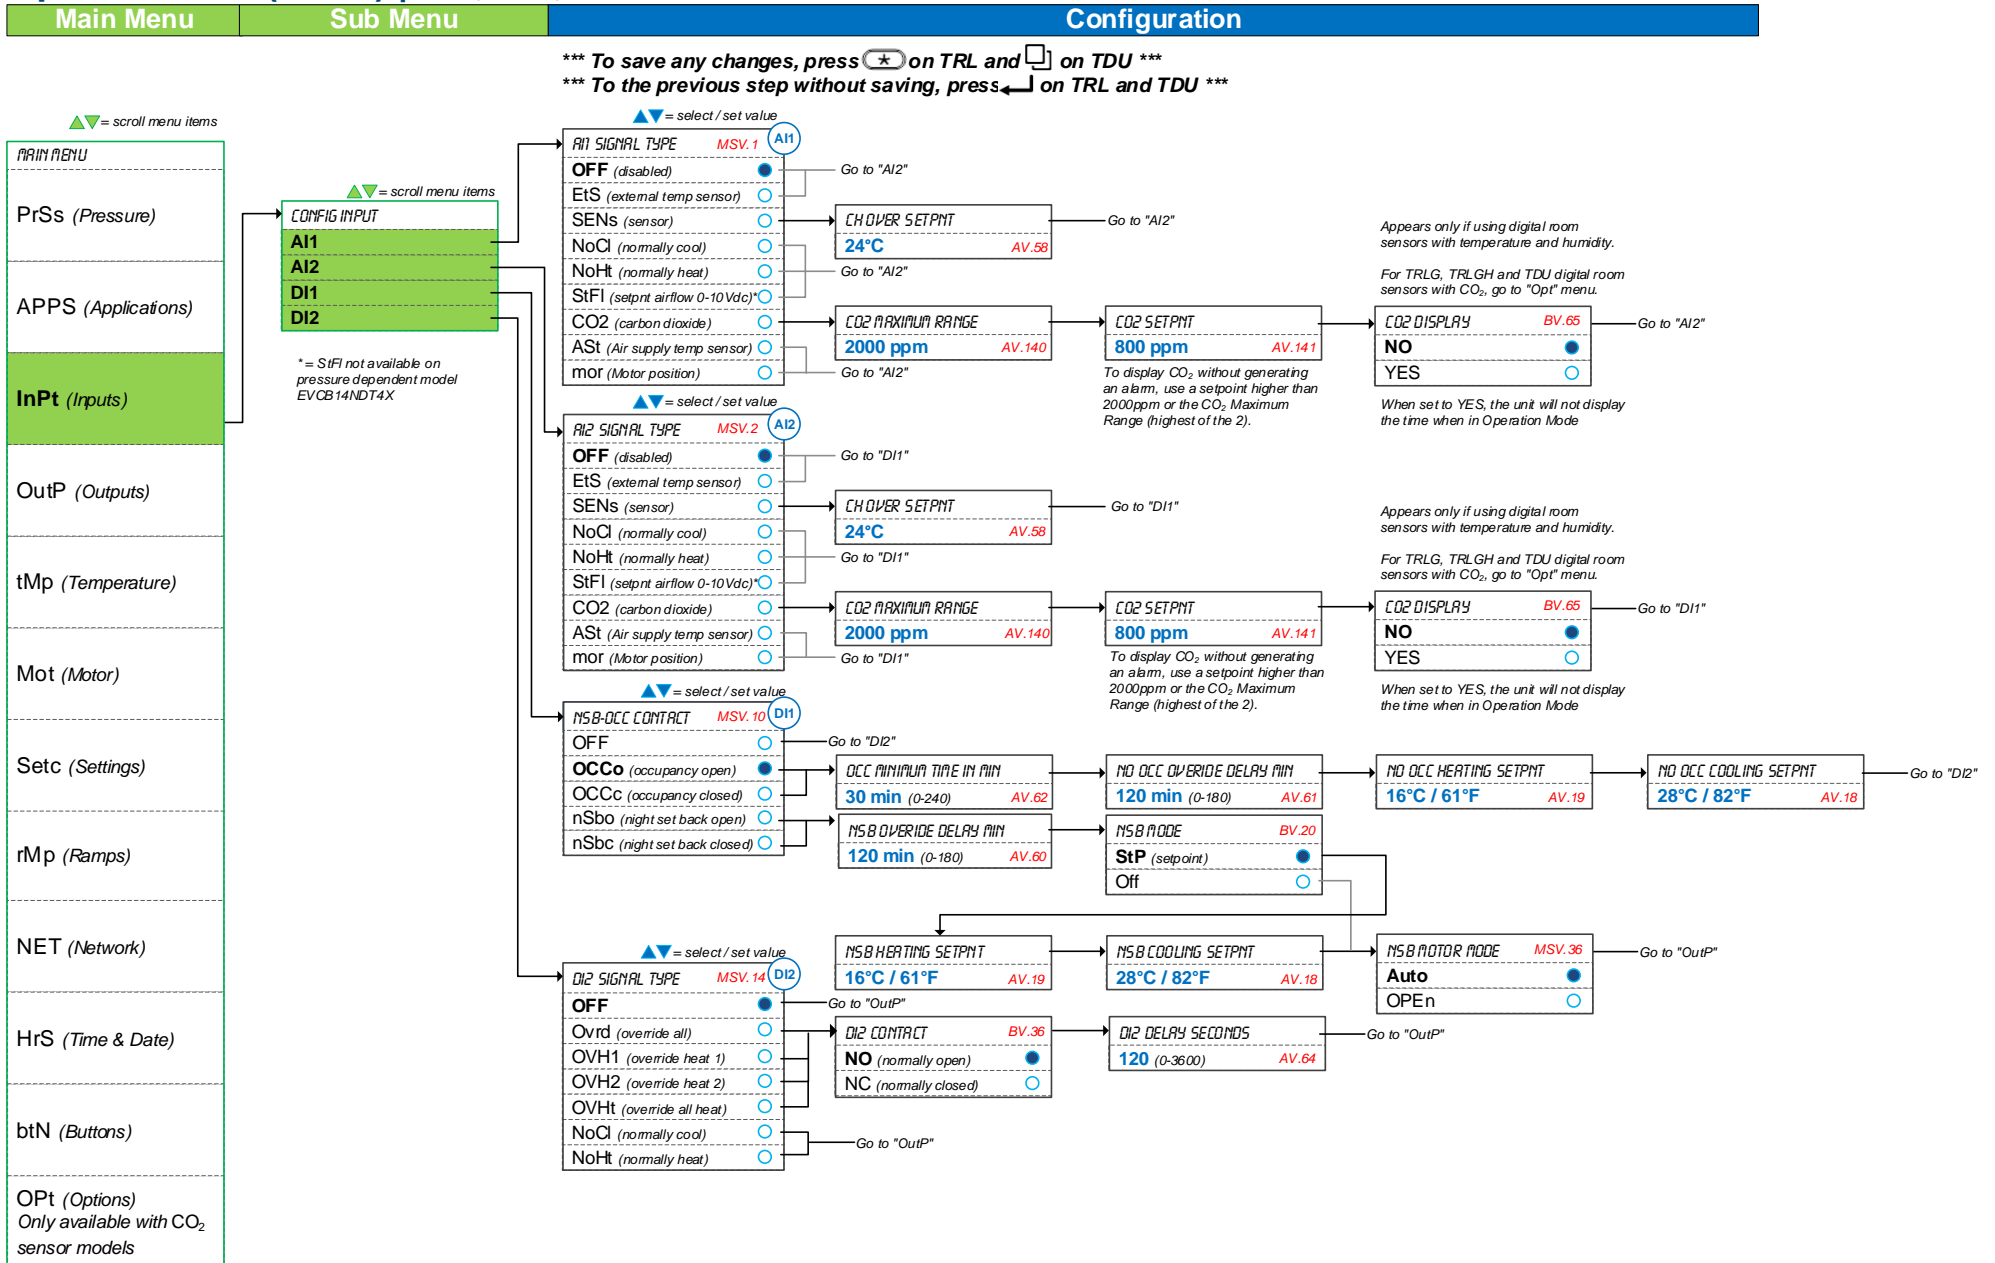 Main Menu
Sub Menu
Configuration
*** To save any changes, press on TRL and on TDU ***
*** To the previous step without saving, press on TRL and TDU ***
= scroll menu items
MAIN MENU
PrSs (Pressure)
APPS (Applications)
InPt (Inputs)
OutP (Outputs)
tMp (Temperature)
Mot (Motor)
Setc (Settings)
rMp (Ramps)
NET (Network)
HrS (Time & Date)
btN (Buttons)
OPt (Options)
Only available with CO2
sensor models
= scroll menu items
CONFIG INPUT
AI1
AI2
DI1
DI2
* = StFl not available on
pressure dependent model
EVCB14NDT4X
= select / set value
AI1 SIGNAL TYPE MSV.1 AI1
OFF (disabled)
Go to "AI2"
EtS (external temp sensor)
SENs (sensor)
CH OVER SETPNT
24°C AV.58
Go to "AI2"
NoCl (normally cool)
NoHt (normally heat)
Go to "AI2"
StFl (setpnt airflow 0-10Vdc)*
CO2 (carbon dioxide)
CO2 MAXIMUM RANGE
2000 ppm AV.140
CO2 SETPNT
800 ppm AV.141
To display CO2 without generating
an alarm, use a setpoint higher than
2000ppm or the CO2 Maximum
Range (highest of the 2).
Appears only if using digital room
sensors with temperature and humidity.
For TRLG, TRLGH and TDU digital room
sensors with CO2, go to "Opt" menu.
CO2 DISPLAY BV.65
NO
YES
Go to "AI2"
When set to YES, the unit will not display
the time when in Operation Mode
ASt (Air supply temp sensor)
mor (Motor position)
Go to "AI2"
= select / set value
AI2 SIGNAL TYPE MSV.2 AI2
OFF (disabled)
Go to "DI1"
EtS (external temp sensor)
SENs (sensor)
CH OVER SETPNT
24°C AV.58
Go to "DI1"
NoCl (normally cool)
NoHt (normally heat)
Go to "DI1"
StFl (setpnt airflow 0-10Vdc)*
CO2 (carbon dioxide)
CO2 MAXIMUM RANGE
2000 ppm AV.140
CO2 SETPNT
800 ppm AV.141
To display CO2 without generating
an alarm, use a setpoint higher than
2000ppm or the CO2 Maximum
Range (highest of the 2).
Appears only if using digital room
sensors with temperature and humidity.
For TRLG, TRLGH and TDU digital room
sensors with CO2, go to "Opt" menu.
CO2 DISPLAY BV.65
NO
YES
Go to "DI1"
When set to YES, the unit will not display
the time when in Operation Mode
ASt (Air supply temp sensor)
mor (Motor position)
Go to "DI1"
= select / set value
NSB-OCC CONTACT MSV.10 DI1
OFF
Go to "DI2"
OCCo (occupancy open)
OCCc (occupancy closed)
nSbo (night set back open)
nSbc (night set back closed)
OCC MINIMUM TIME IN MIN
30 min (0-240) AV.62
NO OCC OVERIDE DELAY MIN
120 min (0-180) AV.61
NO OCC HEATING SETPNT
16°C / 61°F AV.19
NO OCC COOLING SETPNT
28°C / 82°F AV.18
Go to "DI2"
NSB OVERIDE DELAY MIN
120 min (0-180) AV.60
NSB MODE BV.20
StP (setpoint)
Off
NSB HEATING SETPNT
16°C / 61°F AV.19
NSB COOLING SETPNT
28°C / 82°F AV.18
NSB MOTOR MODE MSV.36
Auto
OPEn
Go to "OutP"
= select / set value
DI2 SIGNAL TYPE MSV.14 DI2
OFF
Go to "OutP"
Ovrd (override all)
OVH1 (override heat 1)
OVH2 (override heat 2)
OVHt (override all heat)
NoCl (normally cool)
NoHt (normally heat)
Go to "OutP"
DI2 CONTACT BV.36
NO (normally open)
NC (normally closed)
DI2 DELAY SECONDS
120 (0-3600) AV.64
Go to "OutP"